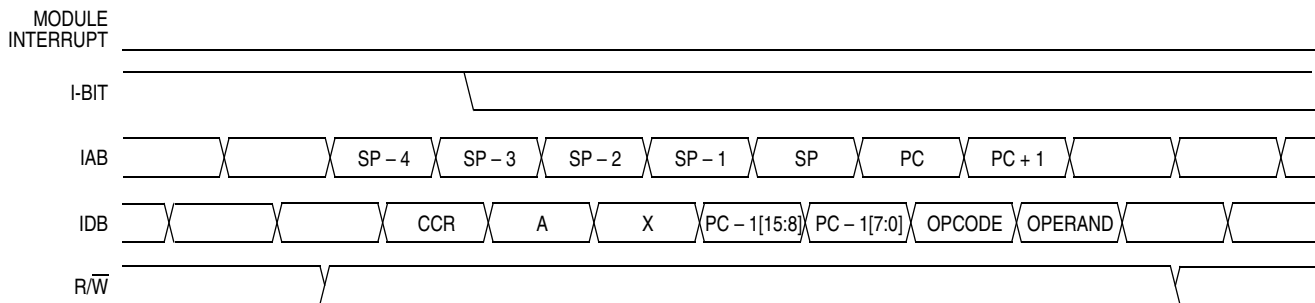 MODULE
INTERRUPT
I-BIT
IAB SP – 4 SP – 3 SP – 2 SP – 1 SP PC PC + 1
IDB CCR A X PC – 1[15:8] PC – 1[7:0] OPCODE OPERAND
R/W̅